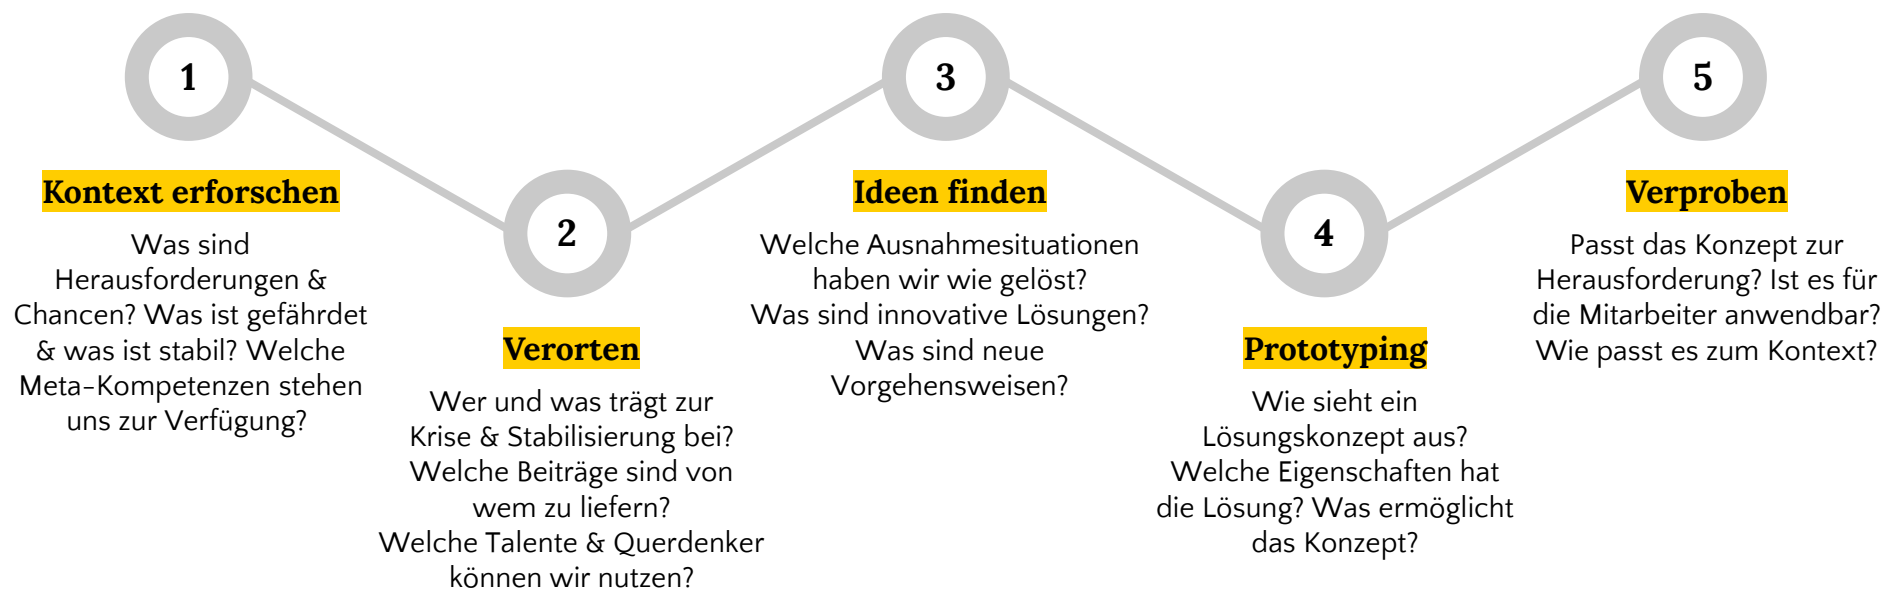 1
Kontext erforschen
Was sind
Herausforderungen &
Chancen? Was ist gefährdet
& was ist stabil? Welche
Meta-Kompetenzen stehen
uns zur Verfügung?
2
Verorten
Wer und was trägt zur
Krise & Stabilisierung bei?
Welche Beiträge sind von
wem zu liefern?
Welche Talente & Querdenker
können wir nutzen?
3
Ideen finden
Welche Ausnahmesituationen
haben wir wie gelöst?
Was sind innovative Lösungen?
Was sind neue
Vorgehensweisen?
4
Prototyping
Wie sieht ein
Lösungskonzept aus?
Welche Eigenschaften hat
die Lösung? Was ermöglicht
das Konzept?
5
Verproben
Passt das Konzept zur
Herausforderung? Ist es für
die Mitarbeiter anwendbar?
Wie passt es zum Kontext?